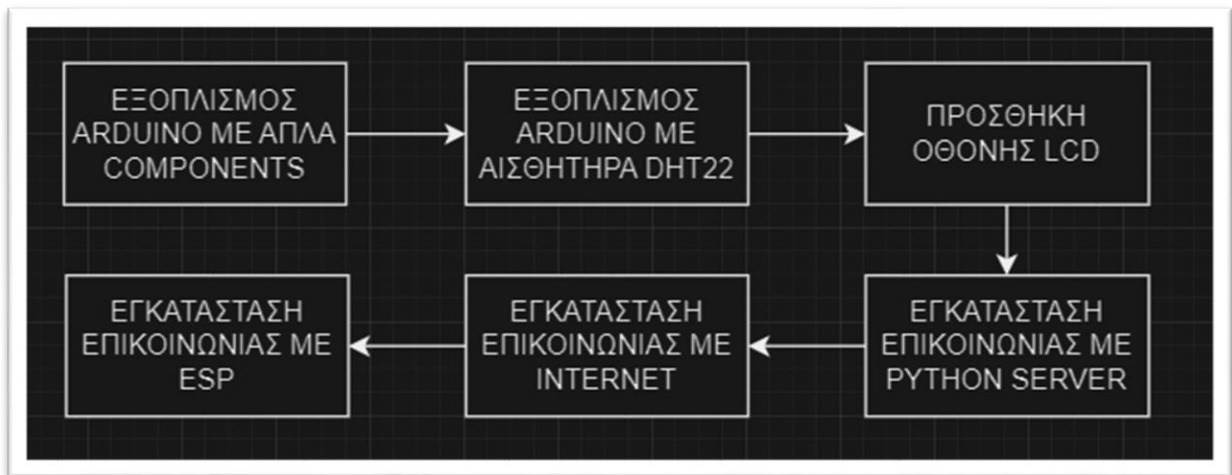 ΕΞΟΠΛΙΣΜΟΣ
ARDUINO ΜΕ ΑΠΛΑ
COMPONENTS
ΕΞΟΠΛΙΣΜΟΣ
ARDUINO ΜΕ
ΑΙΣΘΗΤΗΡΑ DHT22
ΠΡΟΣΘΗΚΗ
ΟΘΟΝΗΣ LCD
ΕΓΚΑΤΑΣΤΑΣΗ
ΕΠΙΚΟΙΝΩΝΙΑΣ ΜΕ
PYTHON SERVER
ΕΓΚΑΤΑΣΤΑΣΗ
ΕΠΙΚΟΙΝΩΝΙΑΣ ΜΕ
INTERNET
ΕΓΚΑΤΑΣΤΑΣΗ
ΕΠΙΚΟΙΝΩΝΙΑΣ ΜΕ
ESP